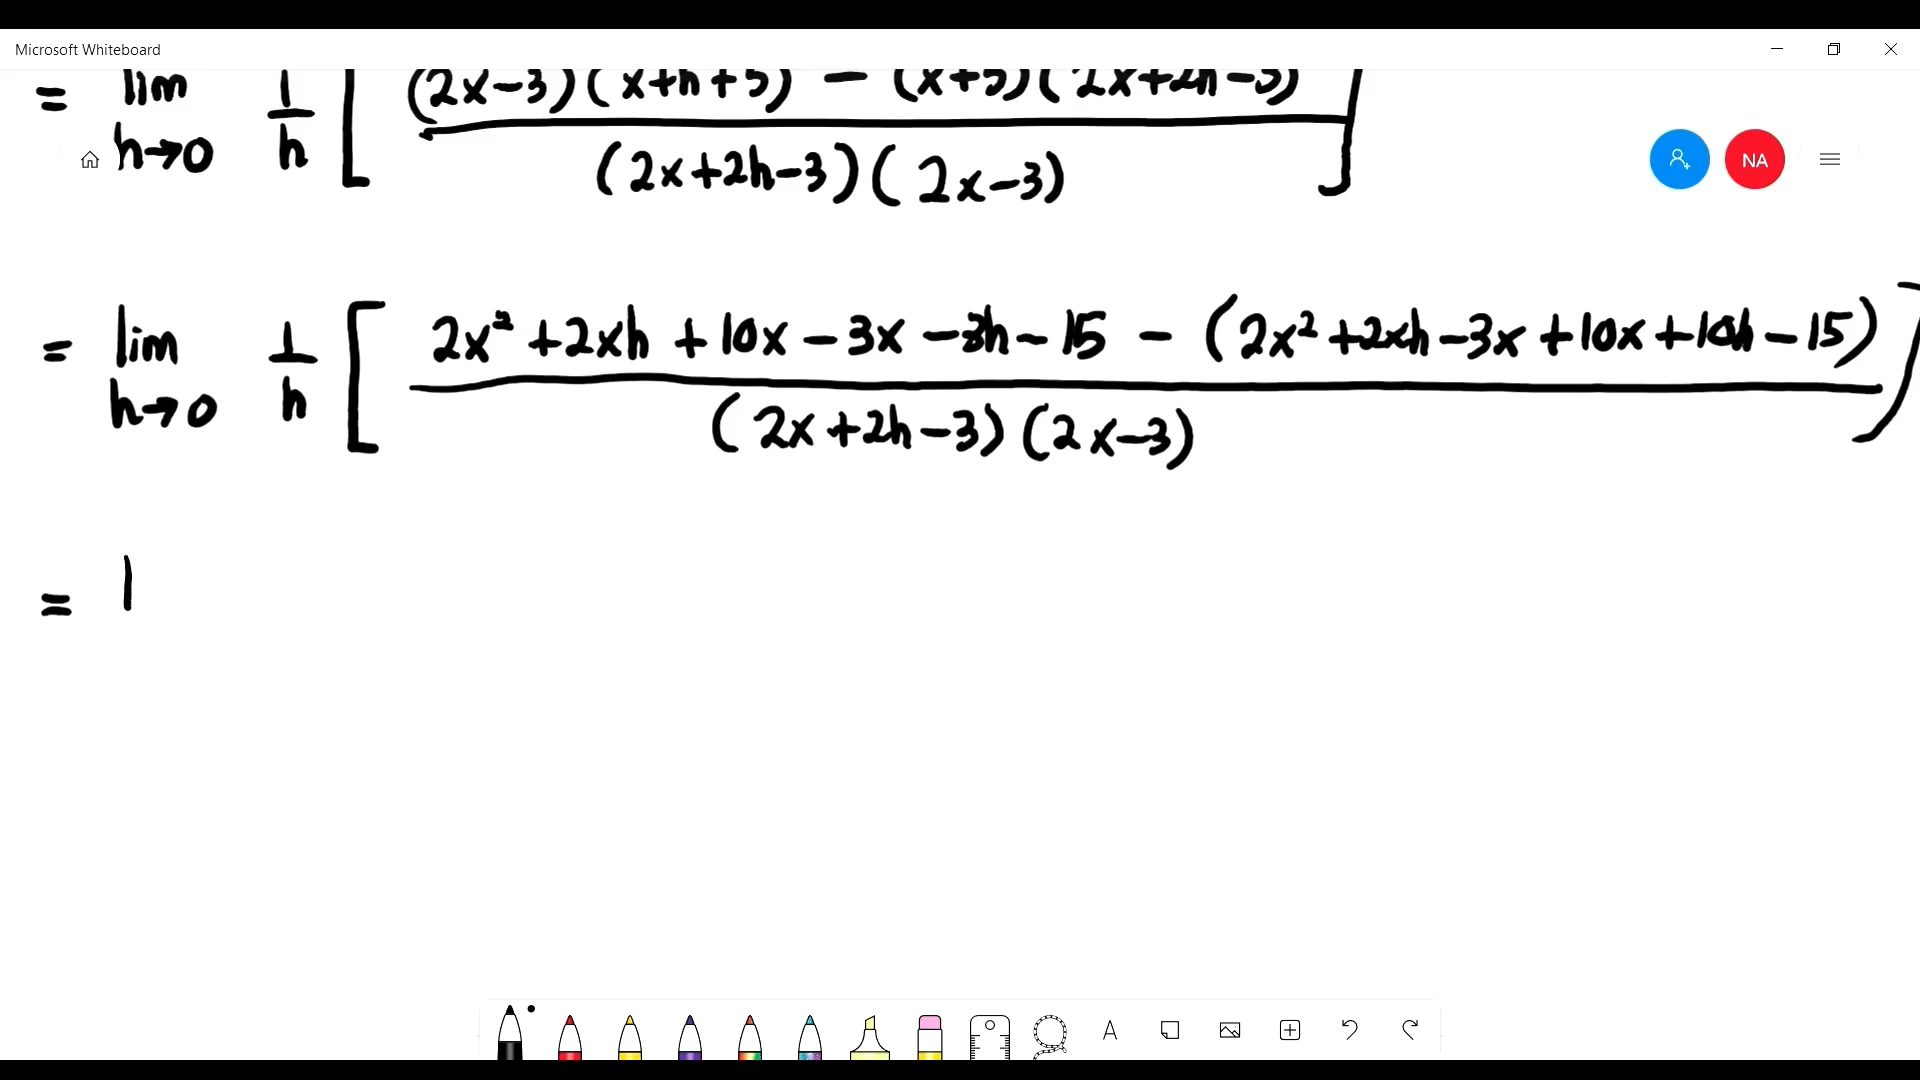 Microsoft Whiteboard
= lim h→0 1/h [ (2x-3)(x+h+5) - (x+5)(2x+2h-3) / (2x+2h-3)(2x-3) ]
NA
= lim h→0 1/h [ 2x² + 2xh + 10x - 3x - 3h - 15 - (2x² + 2xh - 3x + 10x + 10h - 15) / (2x+2h-3)(2x-3) ]
= l